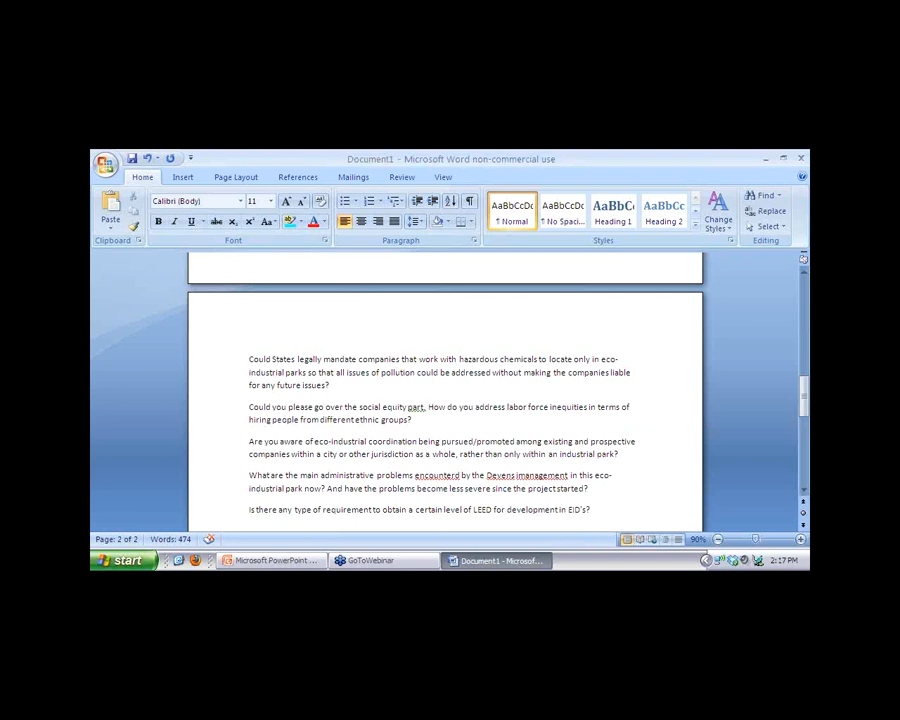 Document1 - Microsoft Word non-commercial use
Home Insert Page Layout References Mailings Review View
Paste
Calibri (Body) 11
B I U abc x₂ x² Aa
AaBbCcDc AaBbCcDc AaBbC AaBbCc
¶ Normal ¶ No Spaci... Heading 1 Heading 2
Change
Styles
Find
Replace
Select
Clipboard Font Paragraph Styles Editing
Could States legally mandate companies that work with hazardous chemicals to locate only in eco-
industrial parks so that all issues of pollution could be addressed without making the companies liable
for any future issues?
Could you please go over the social equity part. How do you address labor force inequities in terms of
hiring people from different ethnic groups?
Are you aware of eco-industrial coordination being pursued/promoted among existing and prospective
companies within a city or other jurisdiction as a whole, rather than only within an industrial park?
What are the main administrative problems encounterd by the Devens imanagement in this eco-
industrial park now? And have the problems become less severe since the project started?
Is there any type of requirement to obtain a certain level of LEED for development in EID's?
Page: 2 of 2 Words: 474 90%
start Microsoft PowerPoint ... GoToWebinar Document1 - Microsof... 2:17 PM